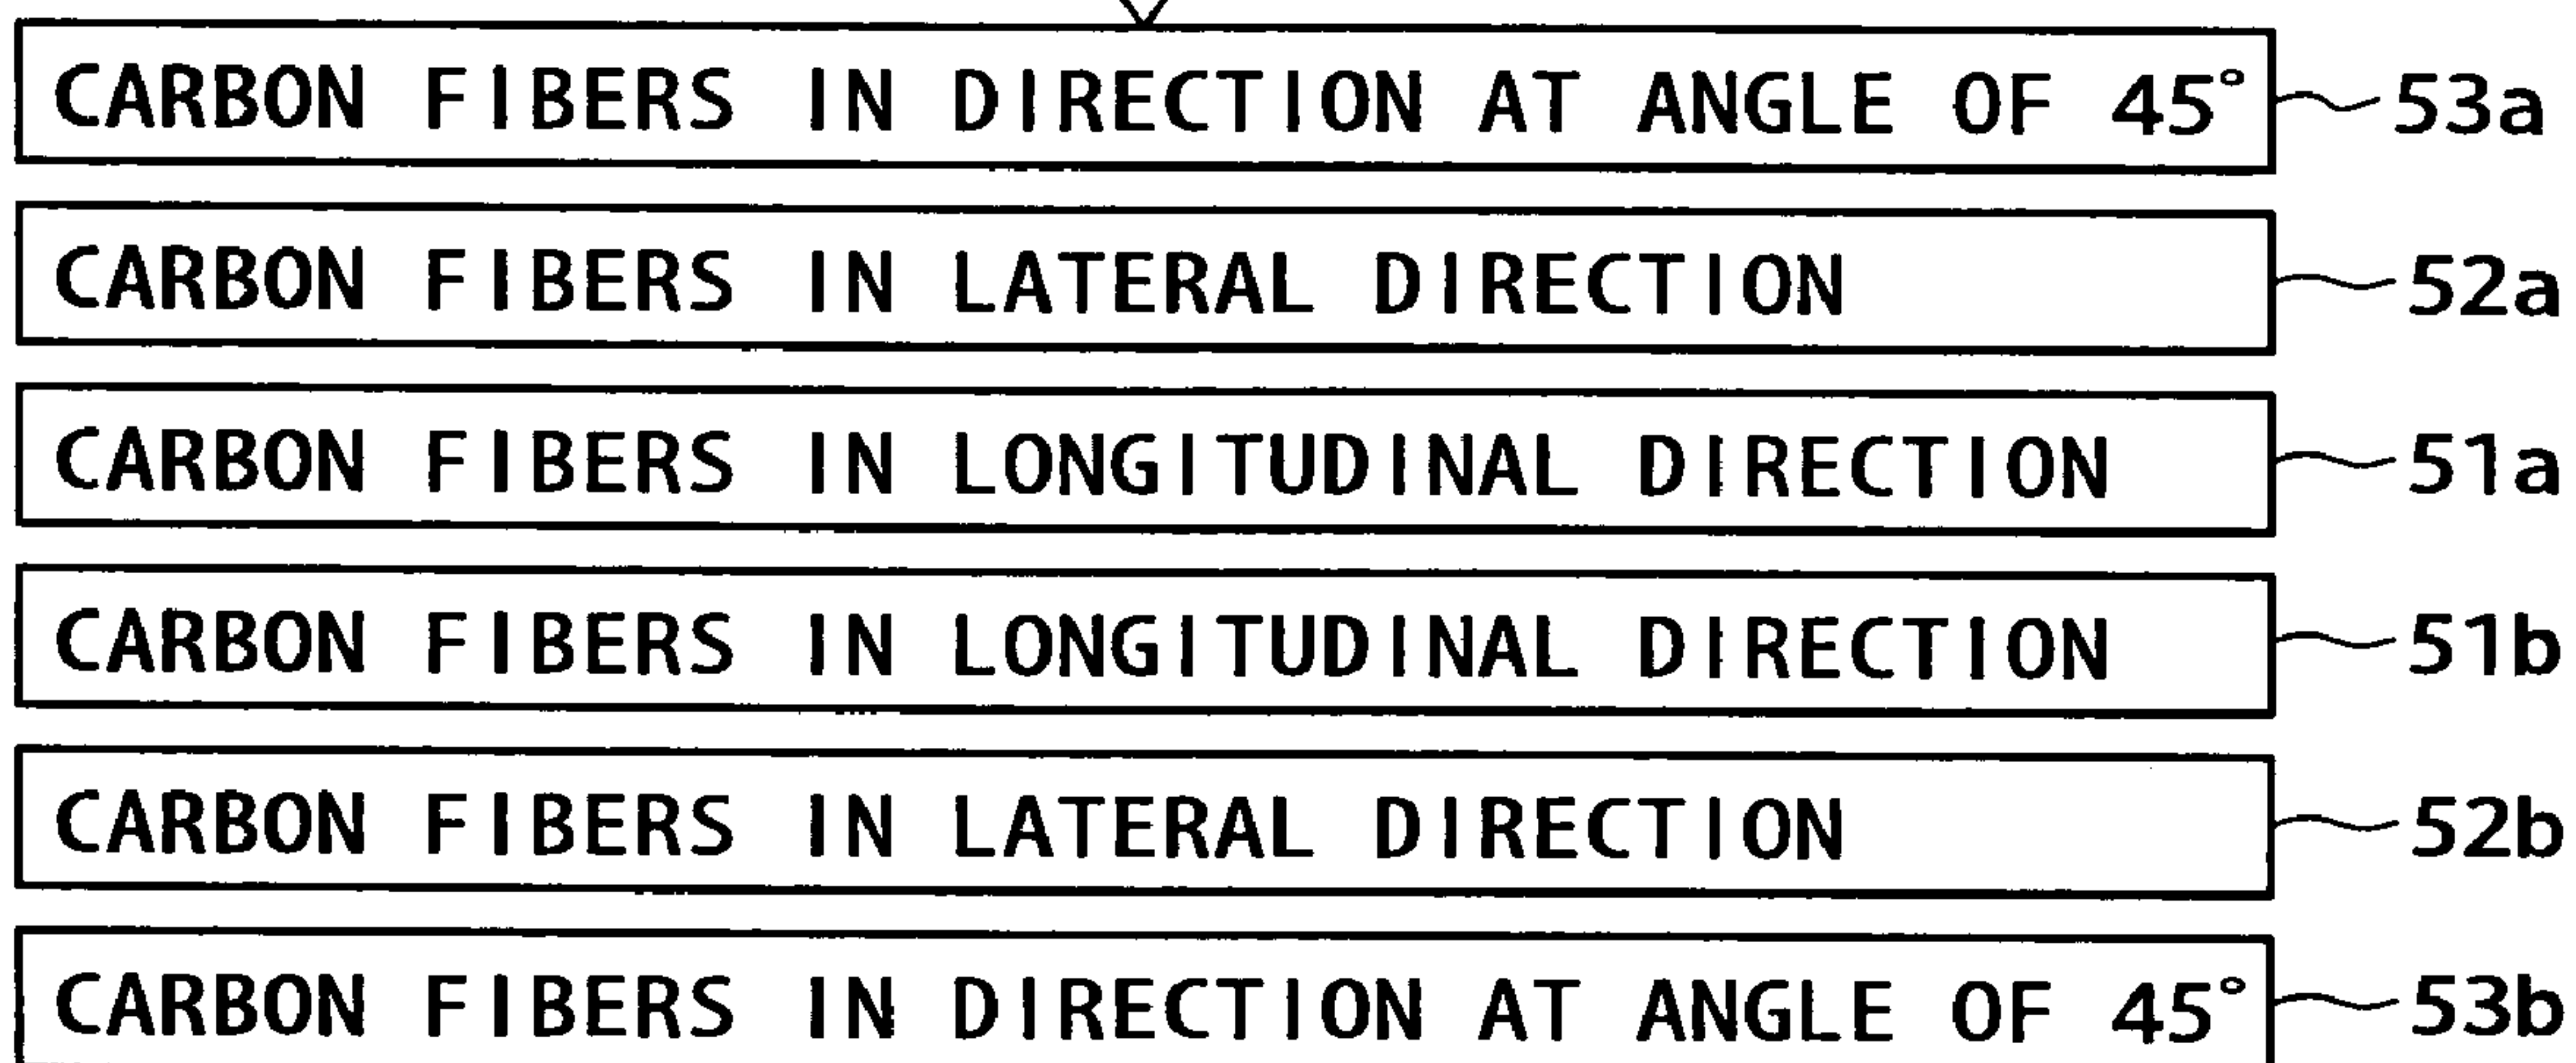 CARBON FIBERS IN DIRECTION AT ANGLE OF 45° 53a
CARBON FIBERS IN LATERAL DIRECTION 52a
CARBON FIBERS IN LONGITUDINAL DIRECTION 51a
CARBON FIBERS IN LONGITUDINAL DIRECTION 51b
CARBON FIBERS IN LATERAL DIRECTION 52b
CARBON FIBERS IN DIRECTION AT ANGLE OF 45° 53b